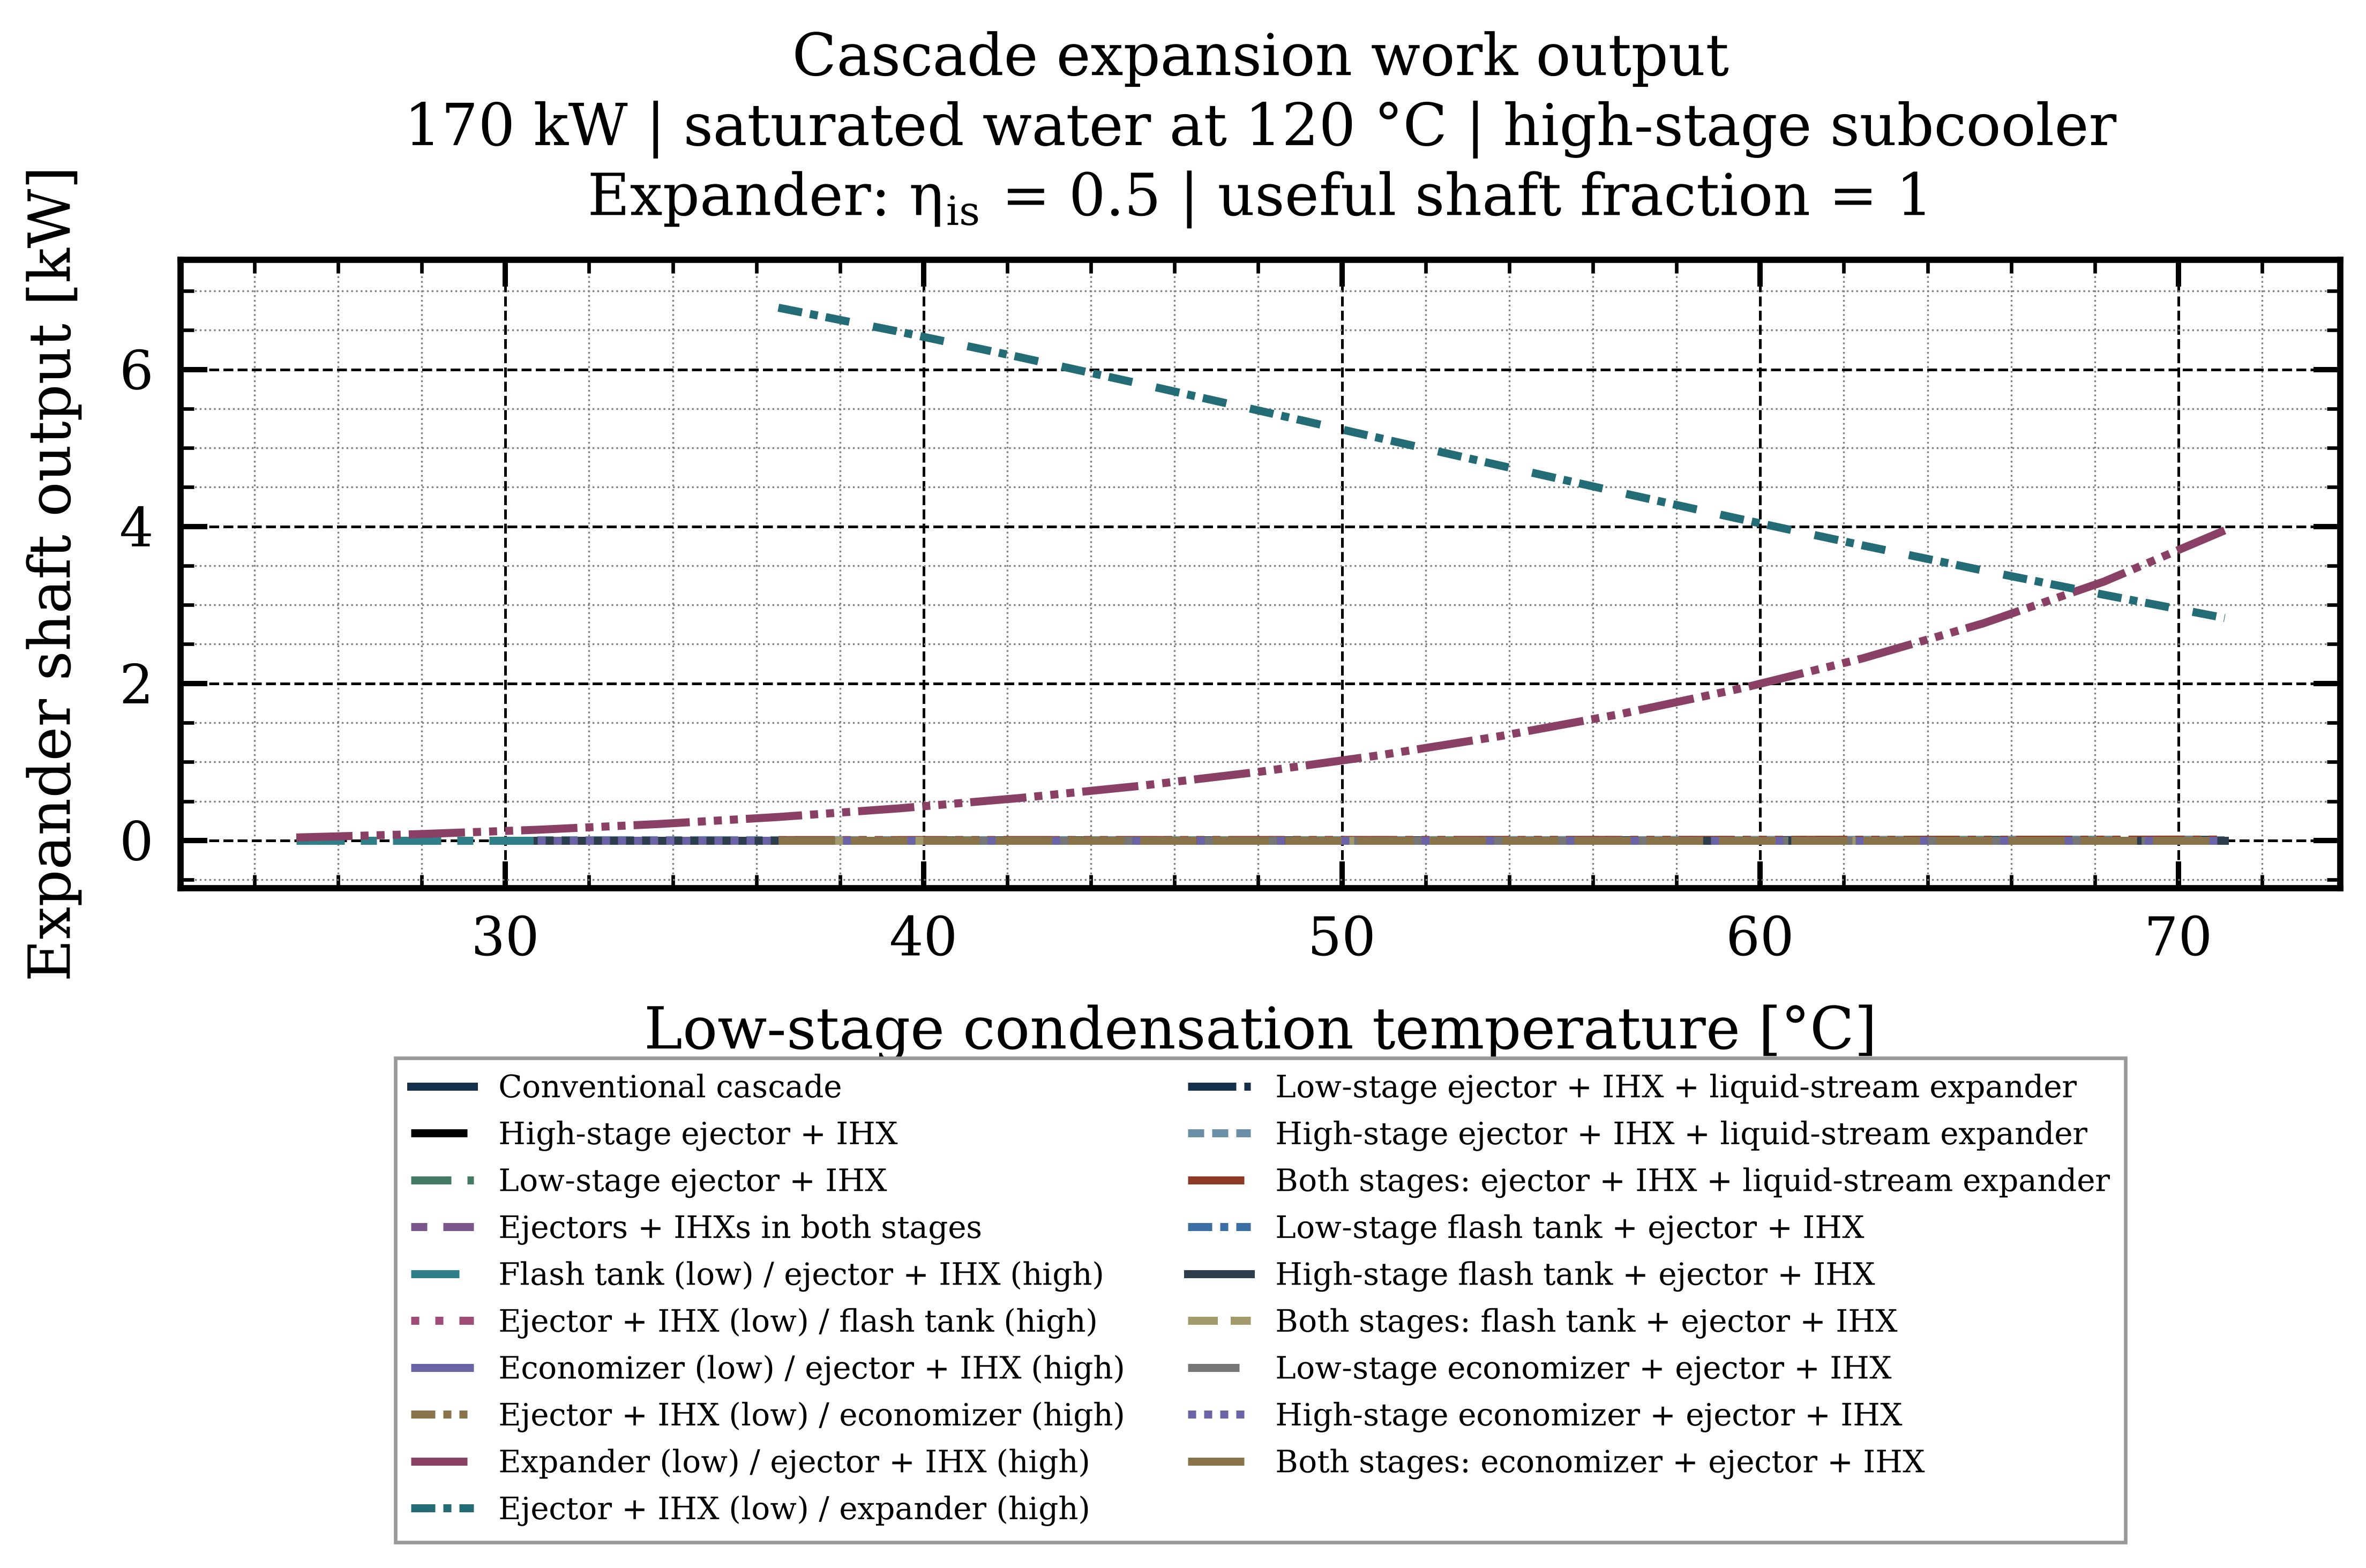 Cascade expansion work output
170 kW | saturated water at 120 °C | high-stage subcooler
Expander: ηis = 0.5 | useful shaft fraction = 1
Expander shaft output [kW]
6
4
2
0
30 40 50 60 70
Low-stage condensation temperature [°C]
Conventional cascade
High-stage ejector + IHX
Low-stage ejector + IHX
Ejectors + IHXs in both stages
Flash tank (low) / ejector + IHX (high)
Ejector + IHX (low) / flash tank (high)
Economizer (low) / ejector + IHX (high)
Ejector + IHX (low) / economizer (high)
Expander (low) / ejector + IHX (high)
Ejector + IHX (low) / expander (high)
Low-stage ejector + IHX + liquid-stream expander
High-stage ejector + IHX + liquid-stream expander
Both stages: ejector + IHX + liquid-stream expander
Low-stage flash tank + ejector + IHX
High-stage flash tank + ejector + IHX
Both stages: flash tank + ejector + IHX
Low-stage economizer + ejector + IHX
High-stage economizer + ejector + IHX
Both stages: economizer + ejector + IHX